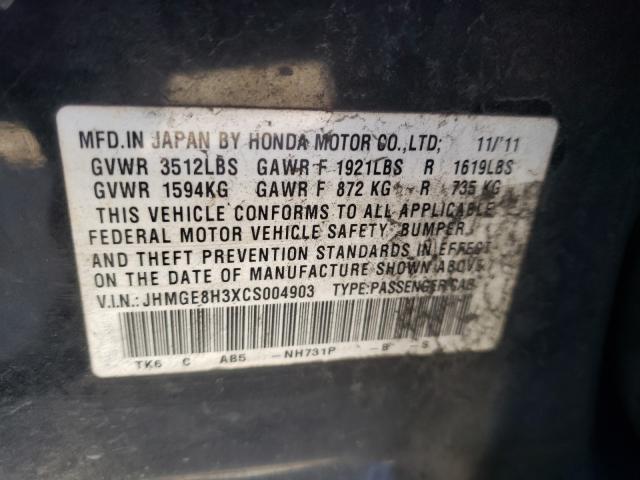 MFD.IN JAPAN BY HONDA MOTOR CO.,LTD; 11/'11
GVWR 3512LBS GAWR F 1921LBS R 1619LBS
GVWR 1594KG GAWR F 872 KG R 735 KG
THIS VEHICLE CONFORMS TO ALL APPLICABLE
FEDERAL MOTOR VEHICLE SAFETY BUMPER,
AND THEFT PREVENTION STANDARDS IN EFFECT
ON THE DATE OF MANUFACTURE SHOWN ABOVE.
V.I.N.: JHMGE8H3XCS004903 TYPE:PASSENGER CAR
TK6 C AB5 -NH731P -B -S